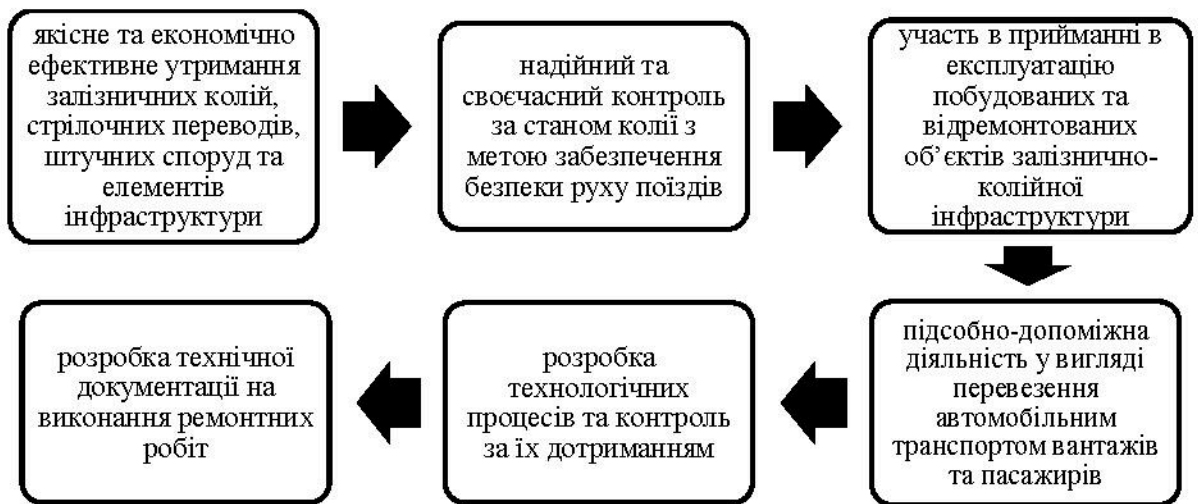 якісне та економічно
ефективне утримання
залізничних колій,
стрілочних переводів,
штучних споруд та
елементів
інфраструктури
надійний та
своєчасний контроль
за станом колії з
метою забезпечення
безпеки руху поїздів
участь в прийманні в
експлуатацію
побудованих та
відремонтованих
об’єктів залізнично-
колійної
інфраструктури
підсобно-допоміжна
діяльність у вигляді
перевезення
автомобільним
транспортом вантажів
та пасажирів
розробка
технологічних
процесів та контроль
за їх дотриманням
розробка технічної
документації на
виконання ремонтних
робіт